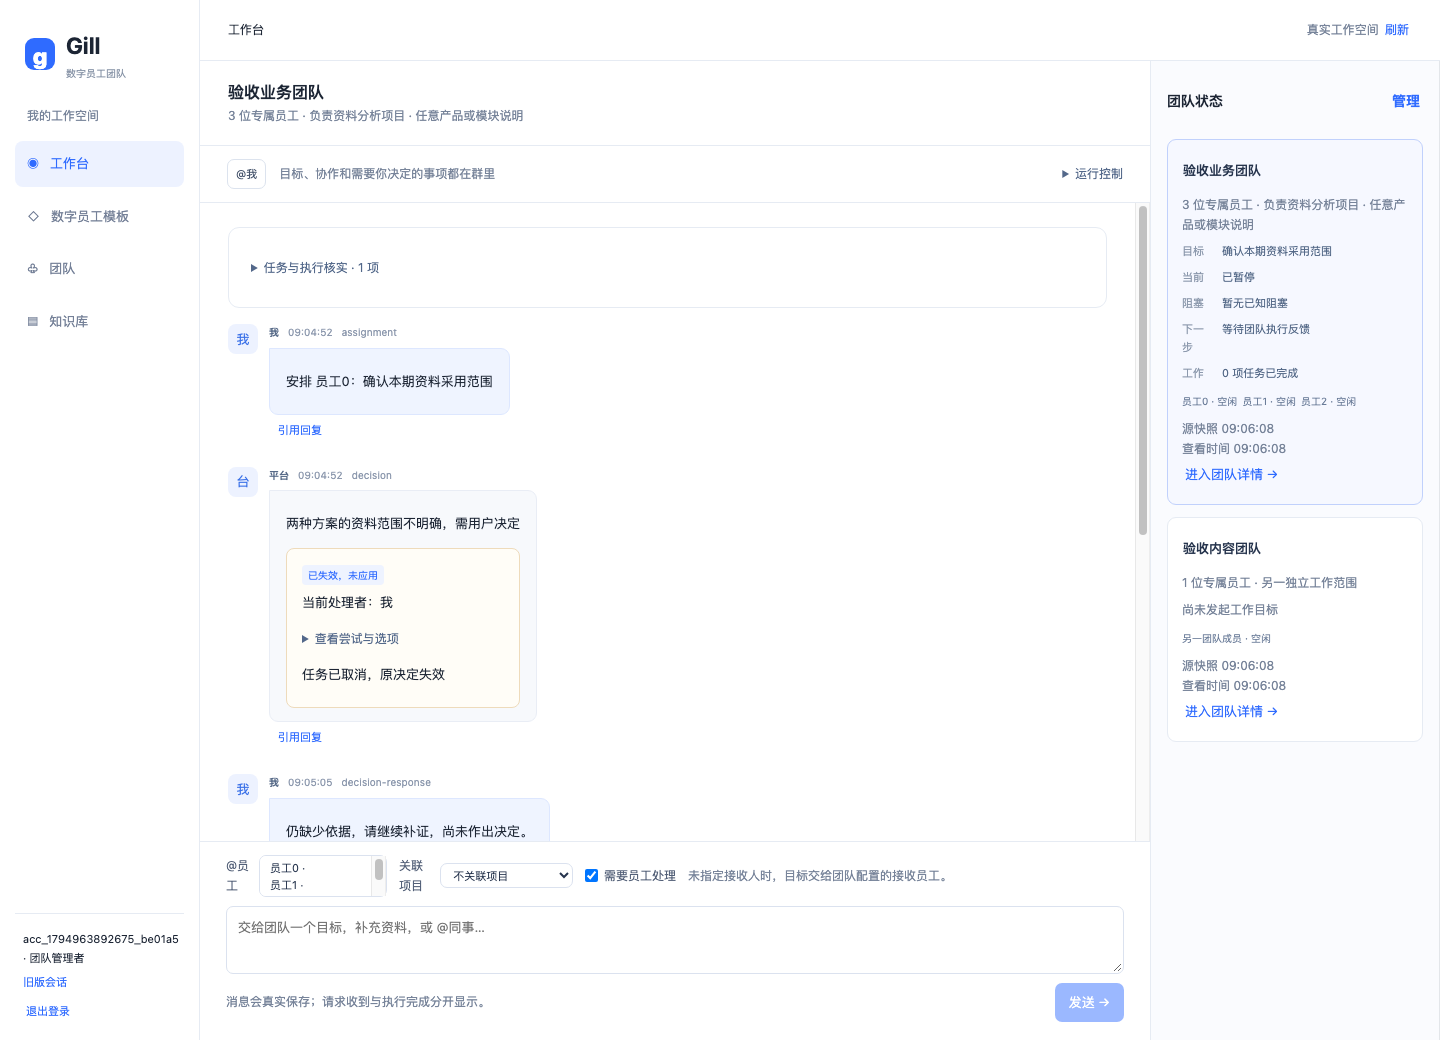 g
Gill
数字员工团队
我的工作空间
工作台
数字员工模板
团队
知识库
acc_1794963892675_be01a5
· 团队管理者
旧版会话
退出登录
工作台
真实工作空间 刷新
验收业务团队
3 位专属员工 · 负责资料分析项目 · 任意产品或模块说明
@我 目标、协作和需要你决定的事项都在群里
运行控制
任务与执行核实 · 1 项
我 我 09:04:52 assignment
安排 员工0：确认本期资料采用范围
引用回复
台 平台 09:04:52 decision
两种方案的资料范围不明确，需用户决定
已失效，未应用
当前处理者：我
查看尝试与选项
任务已取消，原决定失效
引用回复
我 我 09:05:05 decision-response
仍缺少依据，请继续补证，尚未作出决定。
@员工
员工0 ·
员工1 ·
关联项目
不关联项目
需要员工处理 未指定接收人时，目标交给团队配置的接收员工。
交给团队一个目标，补充资料，或 @同事...
消息会真实保存；请求收到与执行完成分开显示。
发送 →
团队状态 管理
验收业务团队
3 位专属员工 · 负责资料分析项目 · 任意产
品或模块说明
目标 确认本期资料采用范围
当前 已暂停
阻塞 暂无已知阻塞
下一步 等待团队执行反馈
工作 0 项任务已完成
员工0 · 空闲 员工1 · 空闲 员工2 · 空闲
源快照 09:06:08
查看时间 09:06:08
进入团队详情 →
验收内容团队
1 位专属员工 · 另一独立工作范围
尚未发起工作目标
另一团队成员 · 空闲
源快照 09:06:08
查看时间 09:06:08
进入团队详情 →